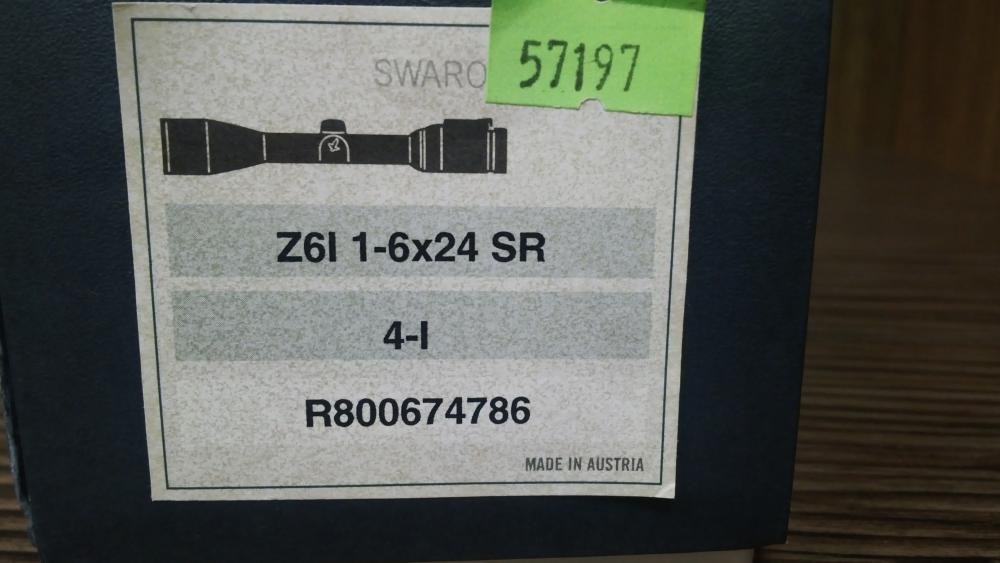 SWARO
57197
Z6I 1-6x24 SR
4-I
R800674786
MADE IN AUSTRIA